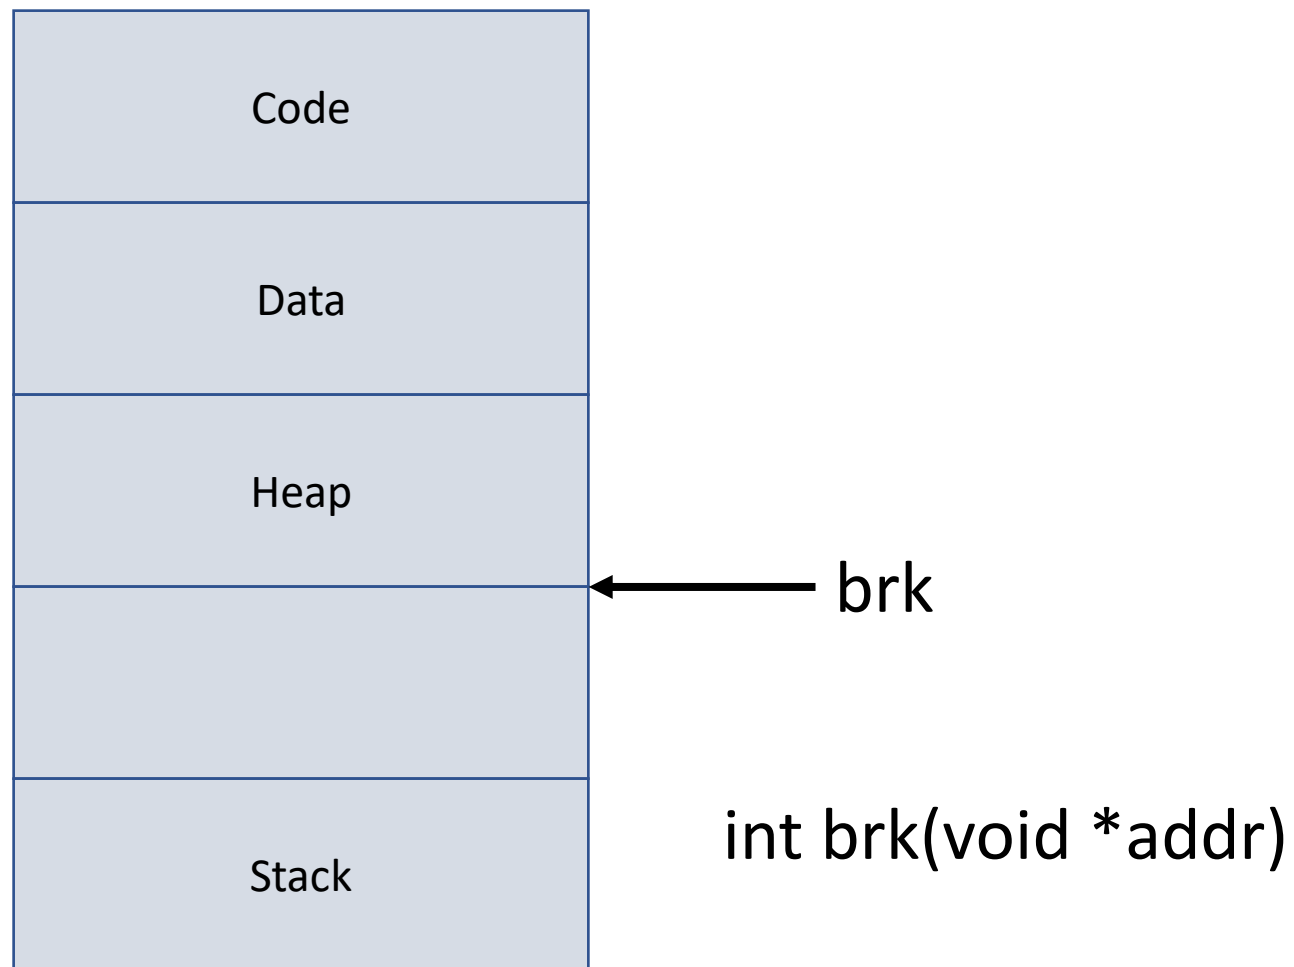 Code
Data
Heap
brk
int brk(void *addr)
Stack